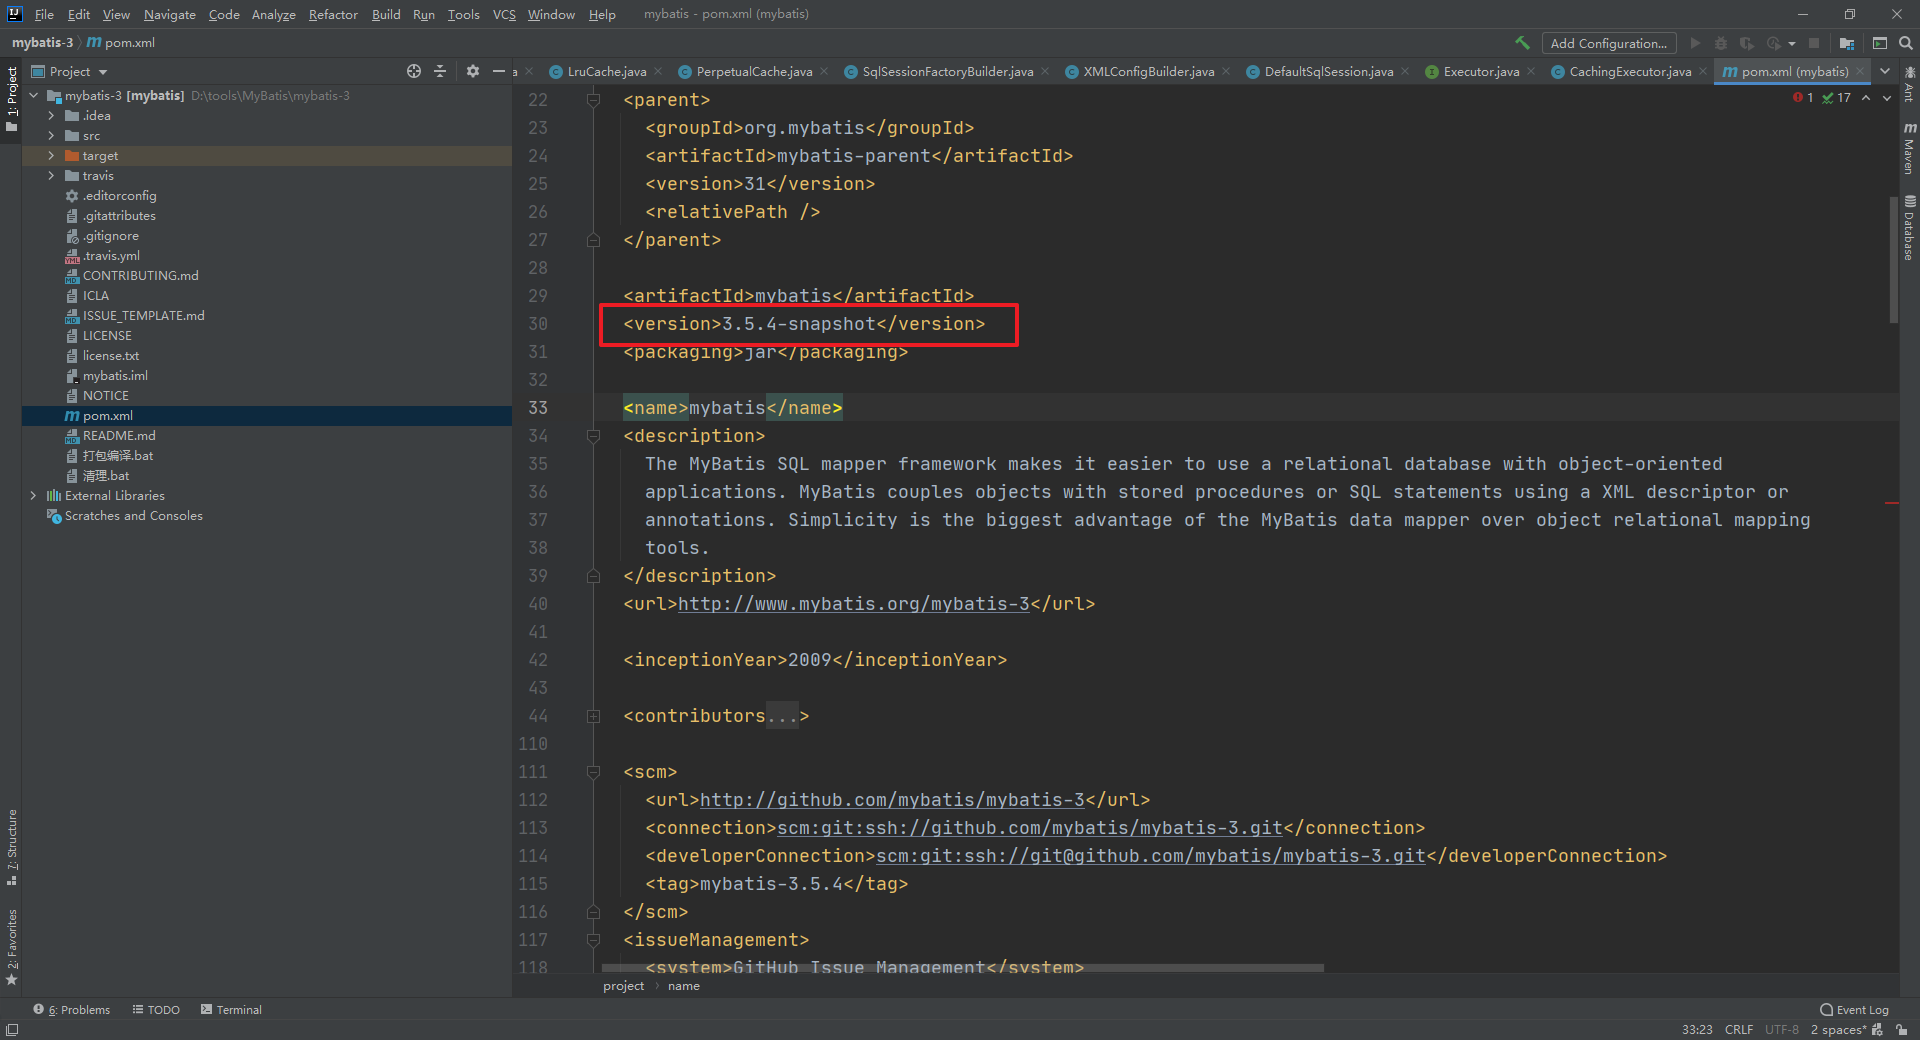 File Edit View Navigate Code Analyze Refactor Build Run Tools VCS Window Help mybatis - pom.xml (mybatis)
mybatis-3 pom.xml Add Configuration...
Project LruCache.java PerpetualCache.java SqlSessionFactoryBuilder.java XMLConfigBuilder.java DefaultSqlSession.java Executor.java CachingExecutor.java pom.xml (mybatis)
1: Project
7: Structure
2: Favorites
mybatis-3 [mybatis] D:\tools\MyBatis\mybatis-3
.idea
src
target
travis
.editorconfig
.gitattributes
.gitignore
.travis.yml
CONTRIBUTING.md
ICLA
ISSUE_TEMPLATE.md
LICENSE
license.txt
mybatis.iml
NOTICE
pom.xml
README.md
打包编译.bat
清理.bat
External Libraries
Scratches and Consoles
1 17
22 <parent>
23 <groupId>org.mybatis</groupId>
24 <artifactId>mybatis-parent</artifactId>
25 <version>31</version>
26 <relativePath />
27 </parent>
28
29 <artifactId>mybatis</artifactId>
30 <version>3.5.4-snapshot</version>
31 <packaging>jar</packaging>
32
33 <name>mybatis</name>
34 <description>
35 The MyBatis SQL mapper framework makes it easier to use a relational database with object-oriented
36 applications. MyBatis couples objects with stored procedures or SQL statements using a XML descriptor or
37 annotations. Simplicity is the biggest advantage of the MyBatis data mapper over object relational mapping
38 tools.
39 </description>
40 <url>http://www.mybatis.org/mybatis-3</url>
41
42 <inceptionYear>2009</inceptionYear>
43
44 <contributors...>
110
111 <scm>
112 <url>http://github.com/mybatis/mybatis-3</url>
113 <connection>scm:git:ssh://github.com/mybatis/mybatis-3.git</connection>
114 <developerConnection>scm:git:ssh://git@github.com/mybatis/mybatis-3.git</developerConnection>
115 <tag>mybatis-3.5.4</tag>
116 </scm>
117 <issueManagement>
118 <system>GitHub Issue Management</system>
project name
Ant
Maven
Database
6: Problems TODO Terminal Event Log
33:23 CRLF UTF-8 2 spaces*